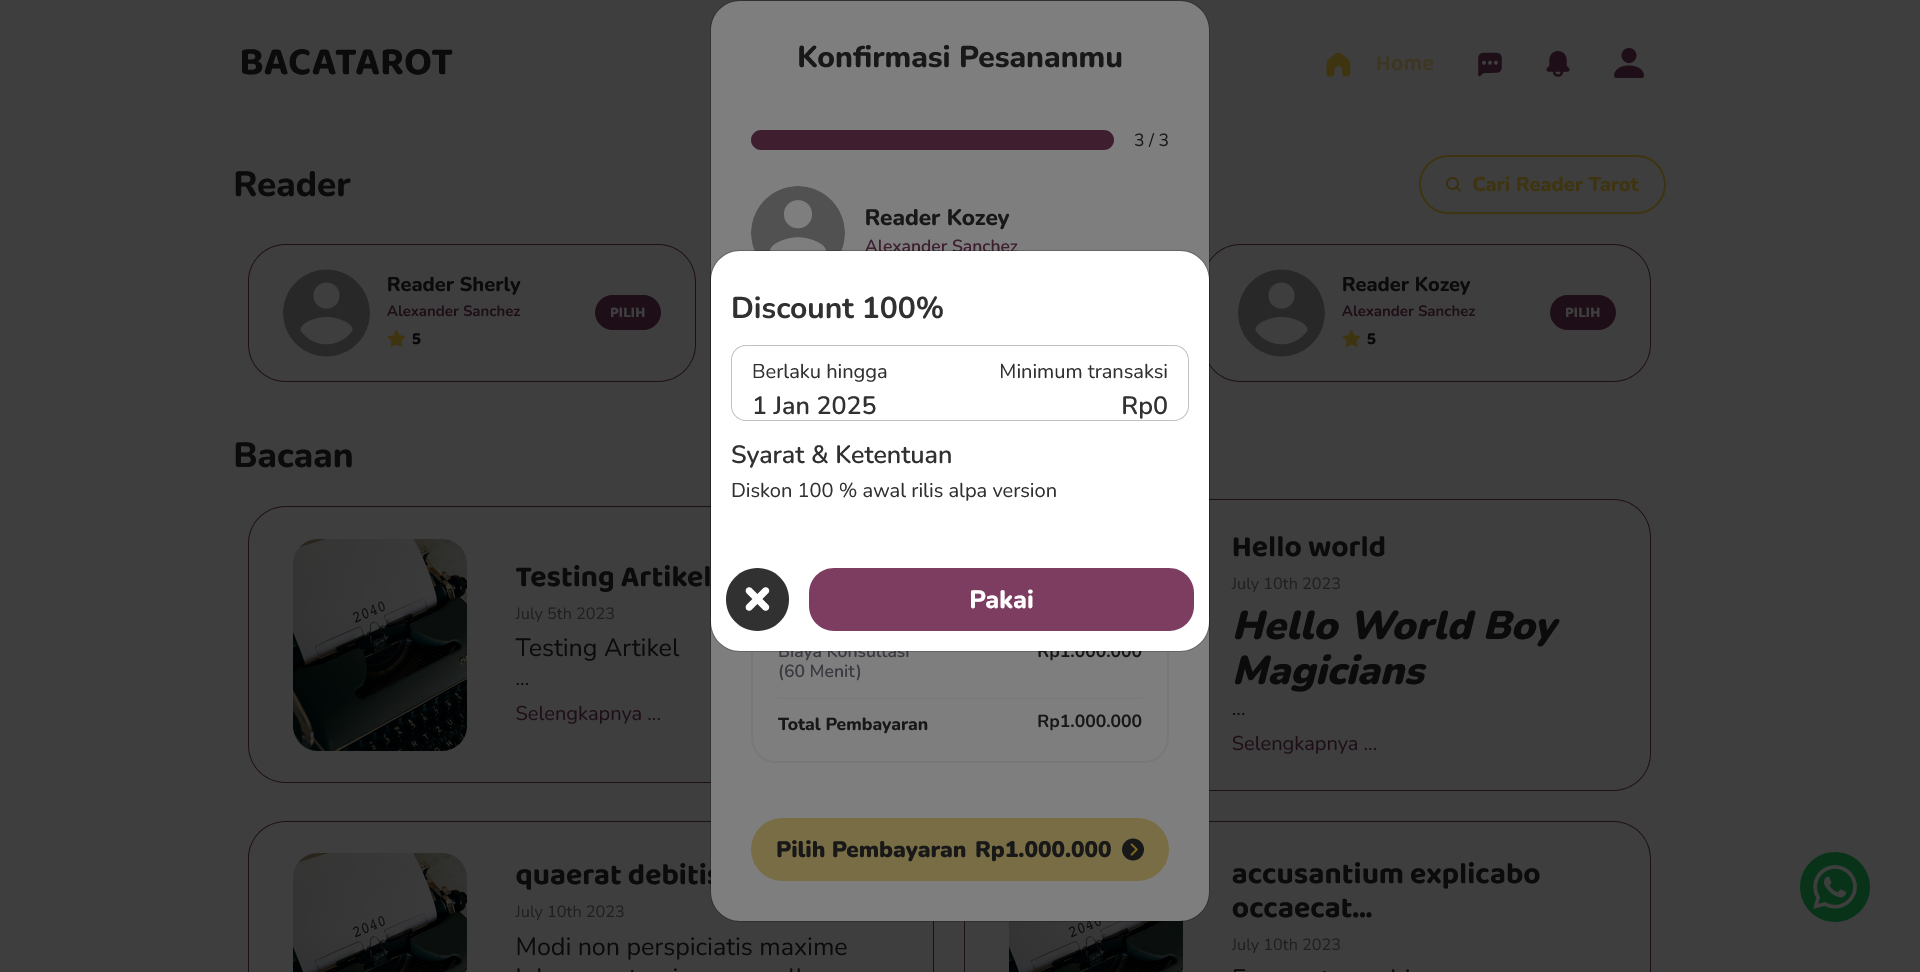 BACATAROT
Home
Reader
Cari Reader Tarot
Reader Sherly
Alexander Sanchez
5
PILIH
Reader Kozey
Alexander Sanchez
5
PILIH
Bacaan
2040
Testing Artikel
July 5th 2023
Testing Artikel
...
Selengkapnya ...
Hello world
July 10th 2023
Hello World Boy
Magicians
...
Selengkapnya ...
2040
quaerat debitis
July 10th 2023
Modi non perspiciatis maxime
2040
accusantium explicabo
occaecat...
July 10th 2023
Konfirmasi Pesananmu
3 / 3
Reader Kozey
Alexander Sanchez
Discount 100%
Berlaku hingga
Minimum transaksi
1 Jan 2025
Rp0
Syarat & Ketentuan
Diskon 100 % awal rilis alpa version
Pakai
Biaya Konsultasi
Rp1.000.000
(60 Menit)
Total Pembayaran
Rp1.000.000
Pilih Pembayaran Rp1.000.000